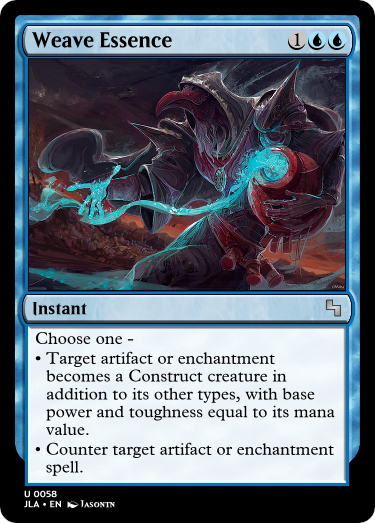 Weave Essence 1
Instant
Choose one -
• Target artifact or enchantment
becomes a Construct creature in
addition to its other types, with base
power and toughness equal to its mana
value.
• Counter target artifact or enchantment
spell.
U 0058
JLA • EN Jasontn